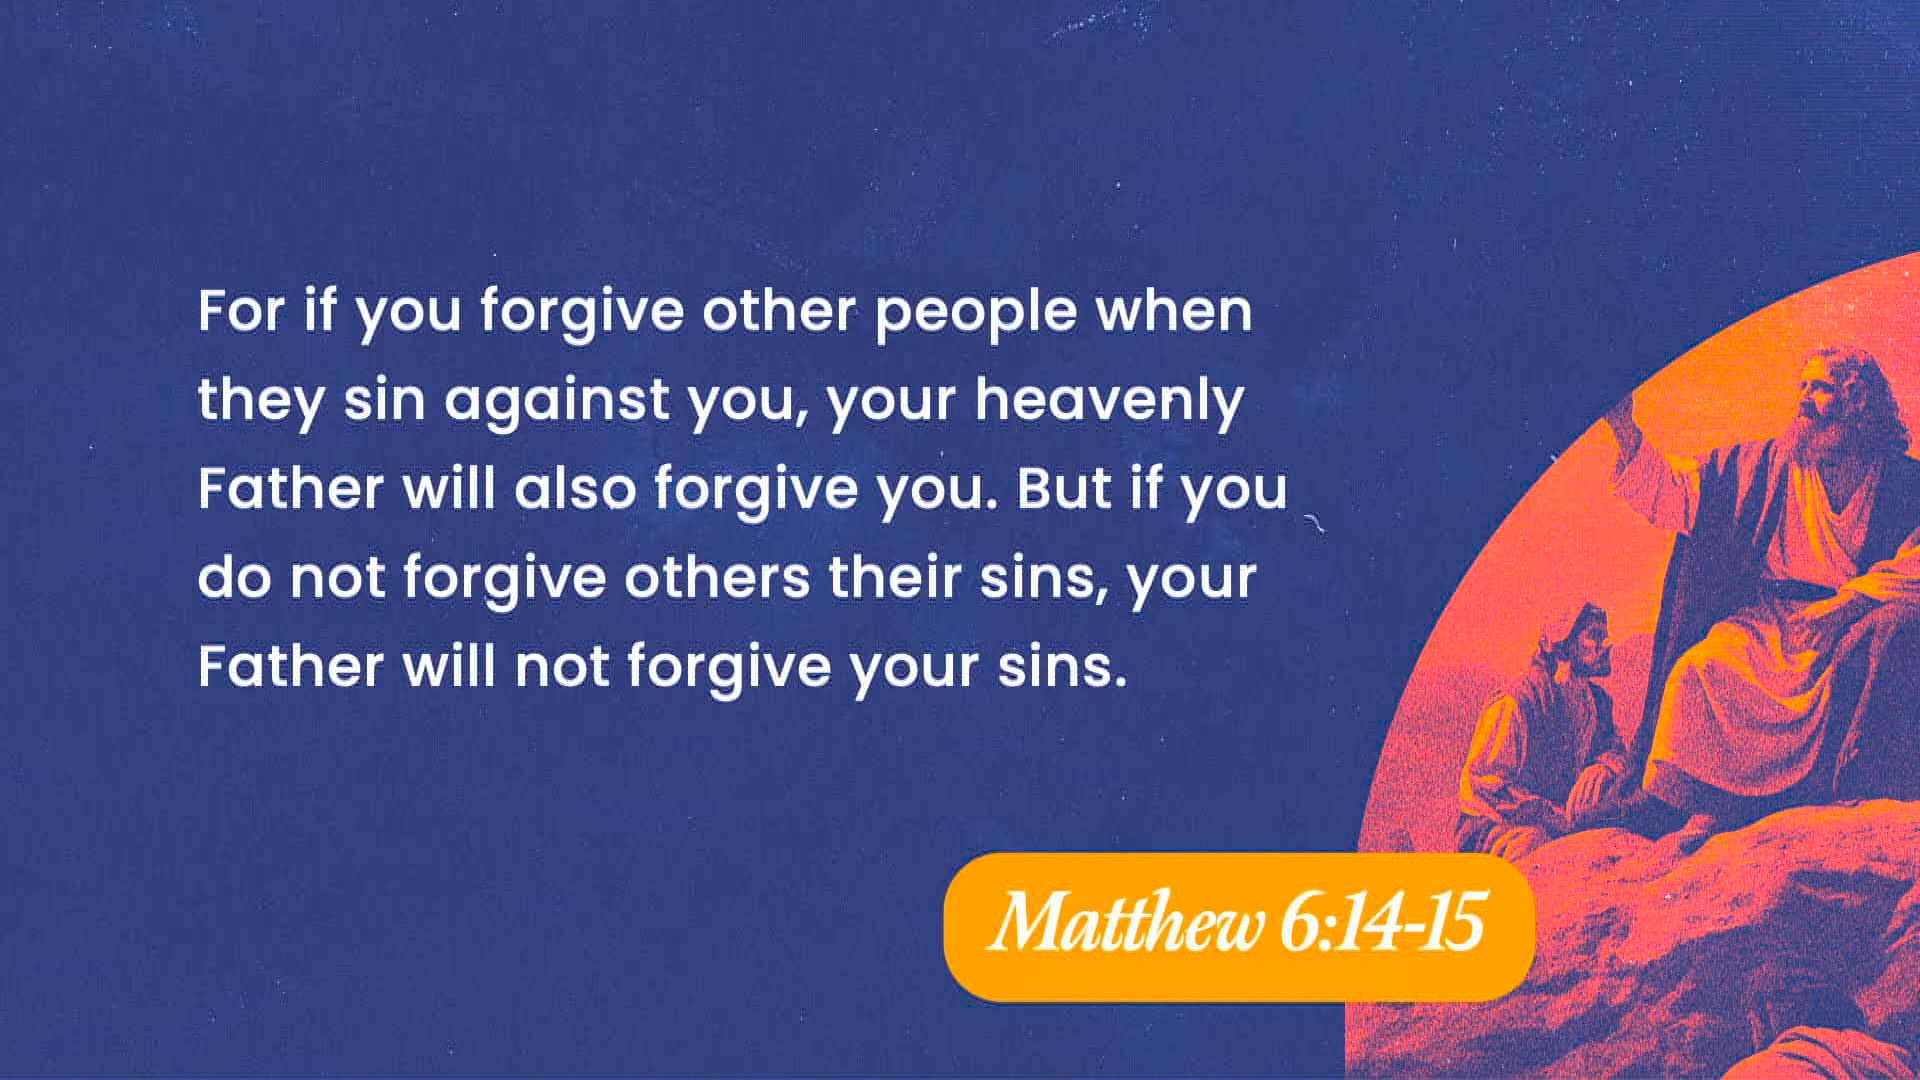 For if you forgive other people when
they sin against you, your heavenly
Father will also forgive you. But if you
do not forgive others their sins, your
Father will not forgive your sins.
Matthew 6:14-15